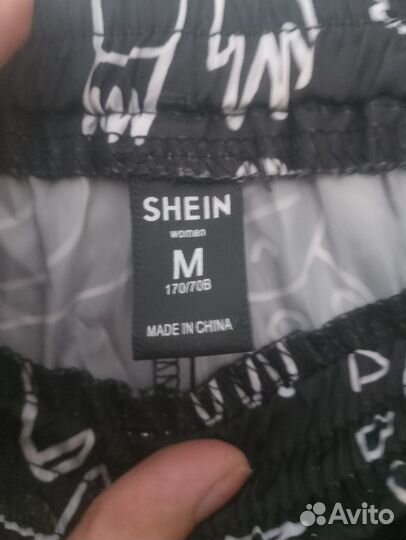 SHEIN
women
M
170/70B
MADE IN CHINA
Avito